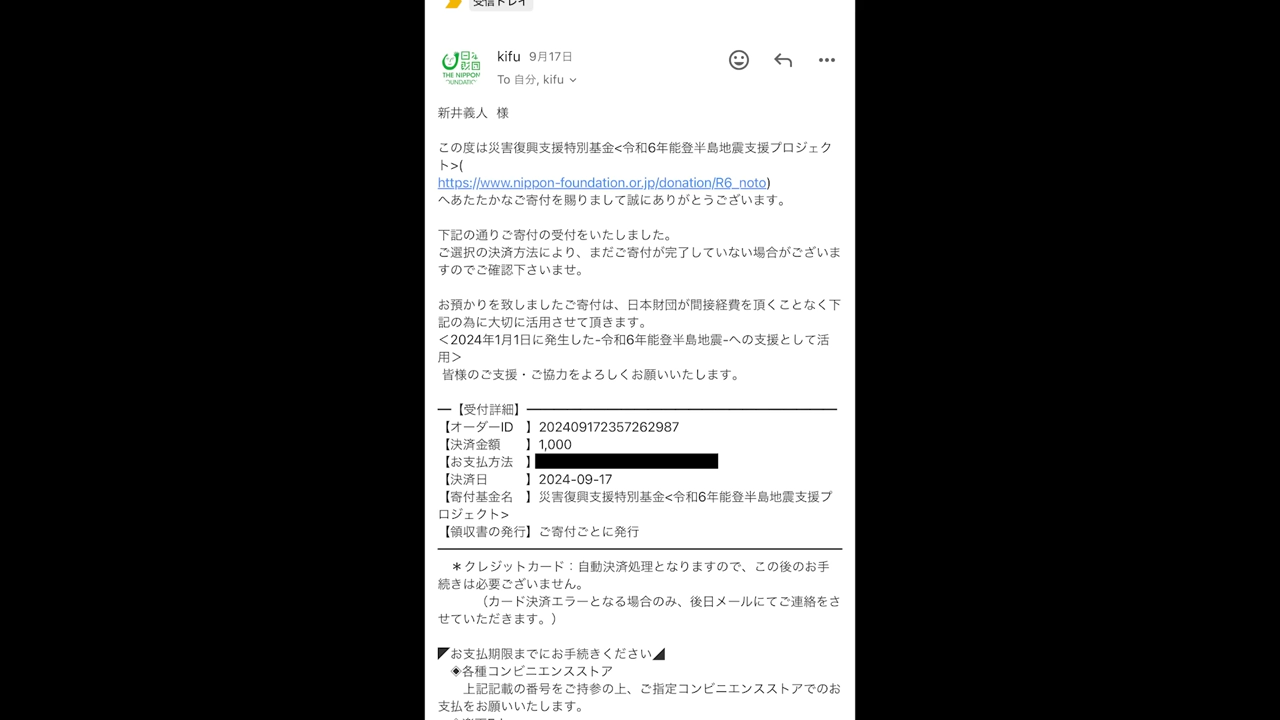 受信トレイ
kifu 9月17日
To 自分, kifu
THE NIPPON
FOUNDATION
新井義人 様
この度は災害復興支援特別基金<令和6年能登半島地震支援プロジェク
ト>(
https://www.nippon-foundation.or.jp/donation/R6_noto)
へあたたかなご寄付を賜りまして誠にありがとうございます。
下記の通りご寄付の受付をいたしました。
ご選択の決済方法により、まだご寄付が完了していない場合がございま
すのでご確認下さいませ。
お預かりを致しましたご寄付は、日本財団が間接経費を頂くことなく下
記の為に大切に活用させて頂きます。
＜2024年1月1日に発生した-令和6年能登半島地震-への支援として活
用＞
皆様のご支援・ご協力をよろしくお願いいたします。
━【受付詳細】━━━━━━━━━━━━━━━━━━━━━━━━
【オーダーID 】202409172357262987
【決済金額 】1,000
【お支払方法 】
【決済日 】2024-09-17
【寄付基金名 】災害復興支援特別基金<令和6年能登半島地震支援プ
ロジェクト>
【領収書の発行】ご寄付ごとに発行
＊クレジットカード：自動決済処理となりますので、この後のお手
続きは必要ございません。
（カード決済エラーとなる場合のみ、後日メールにてご連絡をさ
せていただきます。）
◤お支払期限までにお手続きください◢
◈各種コンビニエンスストア
上記記載の番号をご持参の上、ご指定コンビニエンスストアでのお
支払をお願いいたします。